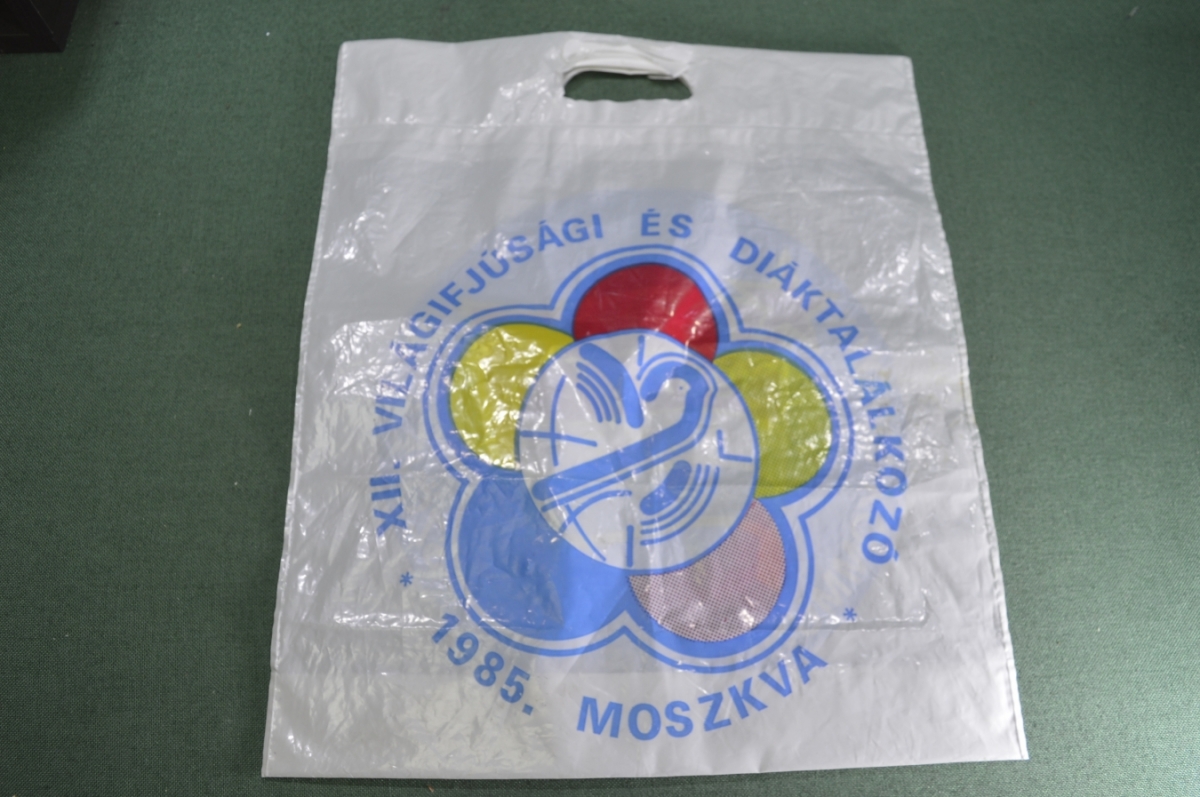 XII. VILÁGIFJÚSÁGI ÉS DIÁKTALÁLKOZÓ
* 1985. MOSZKVA *